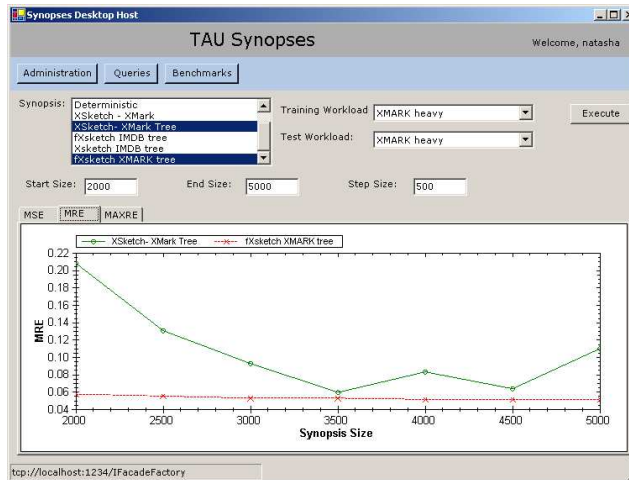 Synopses Desktop Host
TAU Synopses
Welcome, natasha
Administration
Queries
Benchmarks
Synopsis:
Deterministic
XSketch - XMark
XSketch- XMark Tree
fXsketch IMDB tree
Xsketch IMDB tree
fXsketch XMARK tree
Training Workload
XMARK heavy
Test Workload:
XMARK heavy
Execute
Start Size:
2000
End Size:
5000
Step Size:
500
MSE
MRE
MAXRE
XSketch- XMark Tree
fXsketch XMARK tree
MRE
0.22
0.20
0.18
0.16
0.14
0.12
0.10
0.08
0.06
0.04
2000
2500
3000
3500
4000
4500
5000
Synopsis Size
tcp://localhost:1234/IFacadeFactory